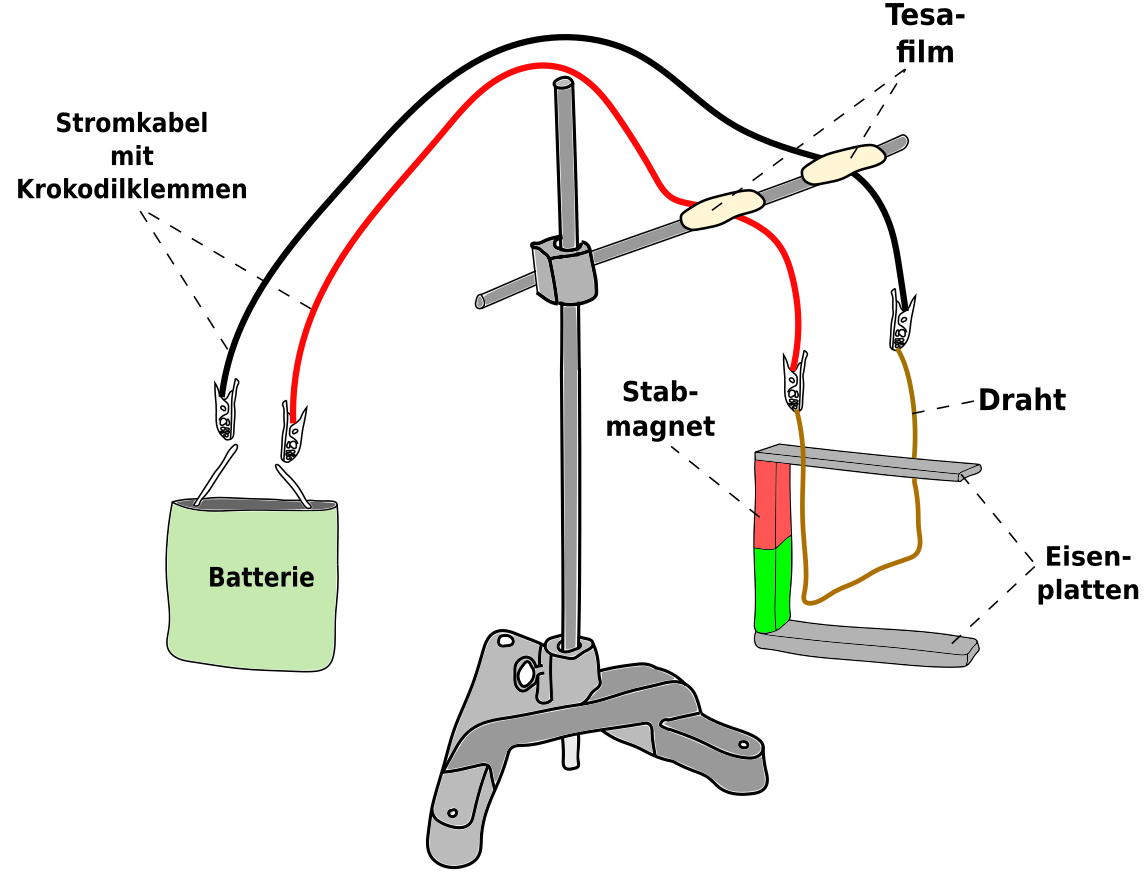 Tesa-
film
Stromkabel
mit
Krokodilklemmen
Stab-
magnet
Draht
Batterie
Eisen-
platten